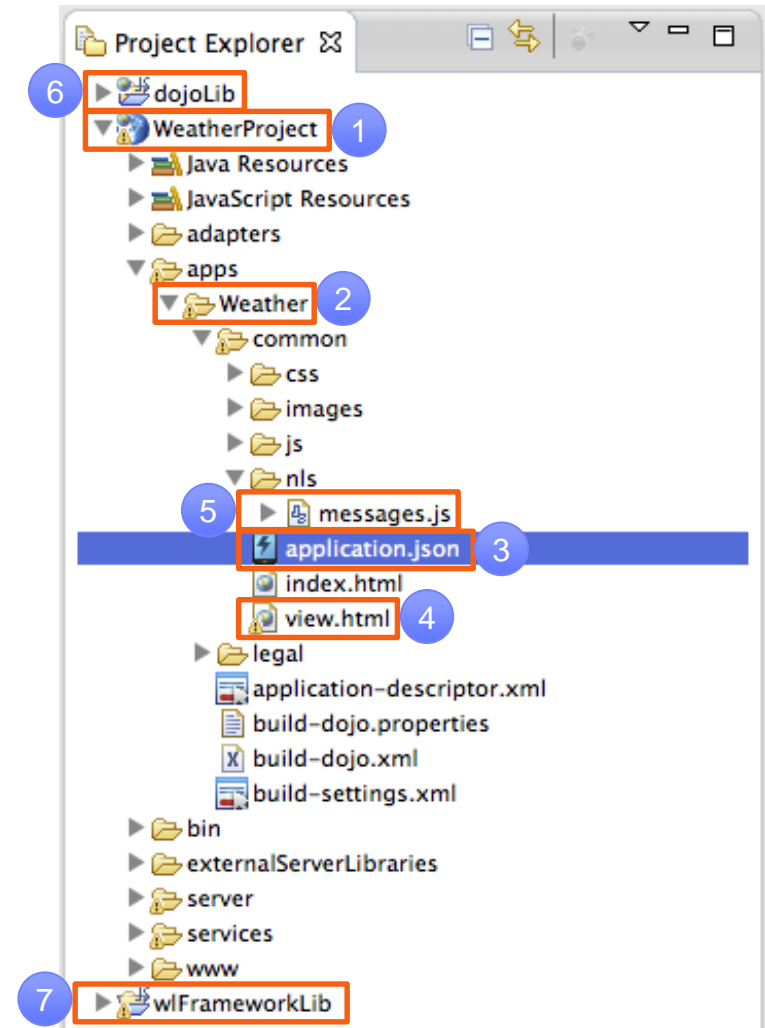 Project Explorer
6 dojoLib
WeatherProject 1
Java Resources
JavaScript Resources
adapters
apps
Weather 2
common
css
images
js
nls
5 messages.js
application.json 3
index.html
view.html 4
legal
application-descriptor.xml
build-dojo.properties
build-dojo.xml
build-settings.xml
bin
externalServerLibraries
server
services
www
7 wlFrameworkLib